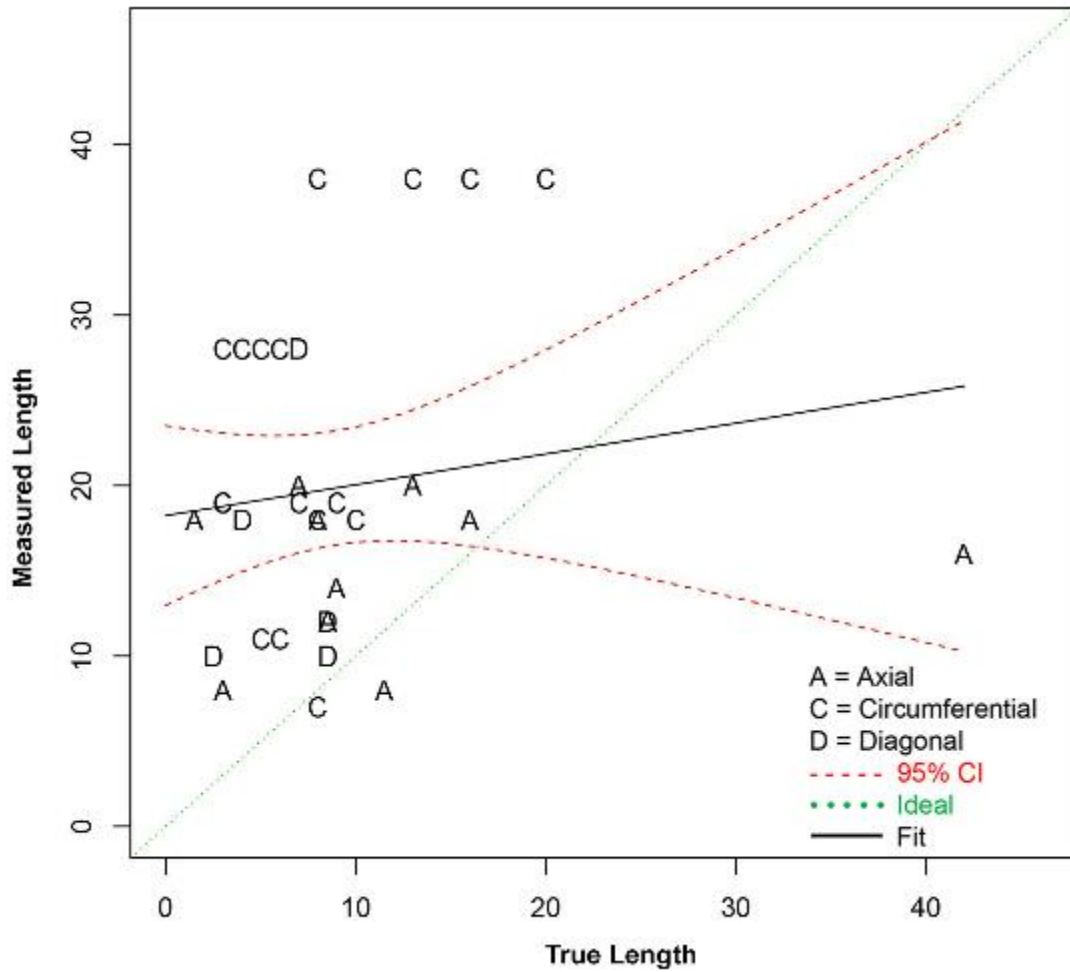 40
C C C C
30
CCCCD
20
A A
C C C
A D C A C A
A
A
D A
CC
D D
10
A A
C
0
A = Axial
C = Circumferential
D = Diagonal
95% CI
Ideal
Fit
0 10 20 30 40
True Length
Measured Length